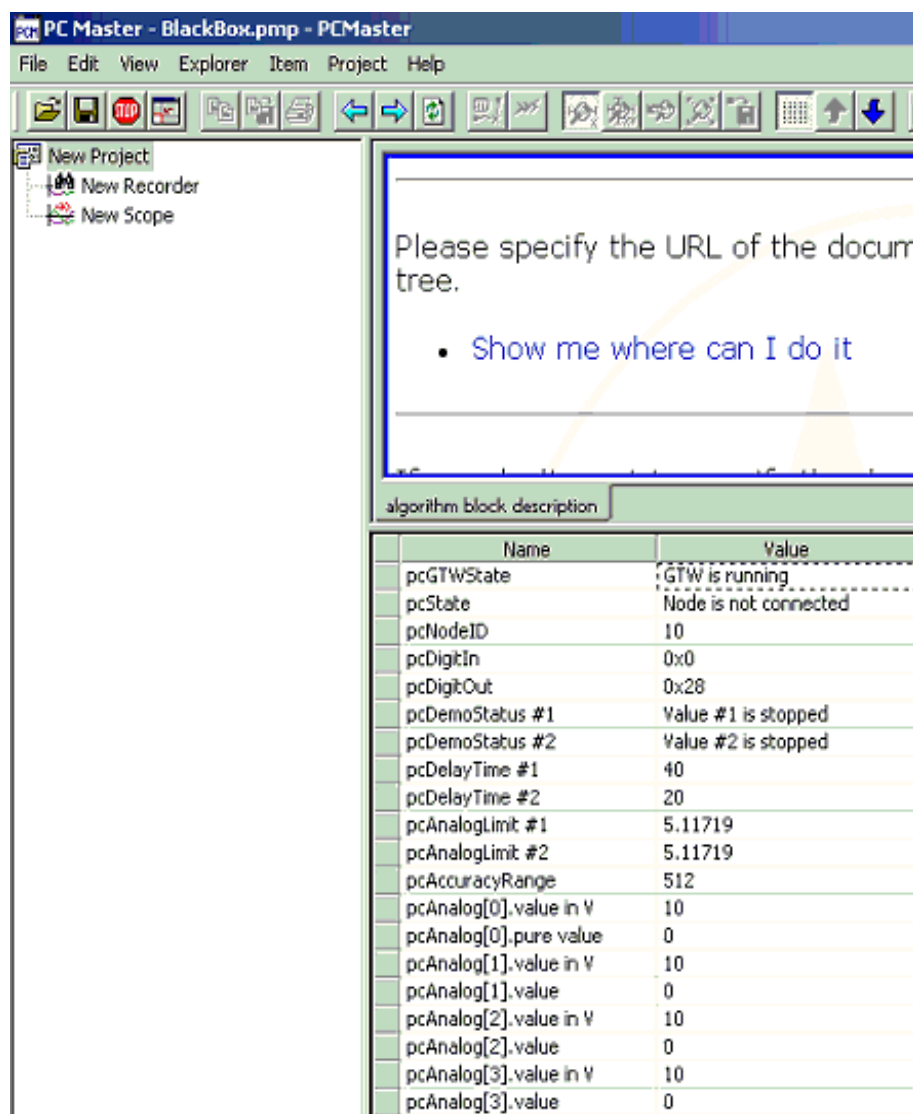 PC Master - BlackBox.pmp - PCMaster
File Edit View Explorer Item Project Help
New Project
New Recorder
New Scope
Please specify the URL of the docum
tree.
• Show me where can I do it
algorithm block description
Name Value
pcGTWState GTW is running
pcState Node is not connected
pcNodeID 10
pcDigitIn 0x0
pcDigitOut 0x28
pcDemoStatus #1 Value #1 is stopped
pcDemoStatus #2 Value #2 is stopped
pcDelayTime #1 40
pcDelayTime #2 20
pcAnalogLimit #1 5.11719
pcAnalogLimit #2 5.11719
pcAccuracyRange 512
pcAnalog[0].value in V 10
pcAnalog[0].pure value 0
pcAnalog[1].value in V 10
pcAnalog[1].value 0
pcAnalog[2].value in V 10
pcAnalog[2].value 0
pcAnalog[3].value in V 10
pcAnalog[3].value 0